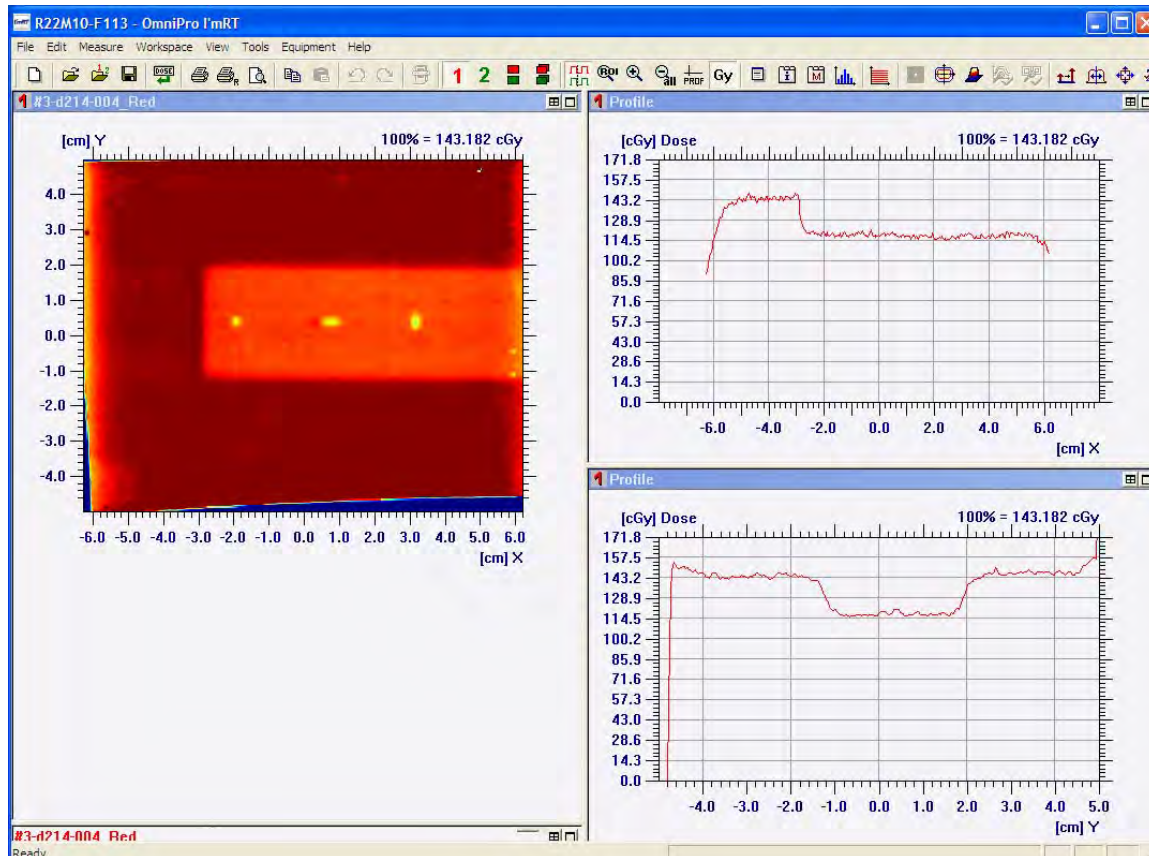 R22M10-F113 - OmniPro I'mRT
File Edit Measure Workspace View Tools Equipment Help
DOSE R 1 2 ROI all PROF Gy I M
1 #3-d214-004_Red
[cm] Y 100% = 143.182 cGy
4.0
3.0
2.0
1.0
0.0
-1.0
-2.0
-3.0
-4.0
-6.0 -5.0 -4.0 -3.0 -2.0 -1.0 0.0 1.0 2.0 3.0 4.0 5.0 6.0
[cm] X
#3-d214-004_Red
Ready
1 Profile
[cGy] Dose 100% = 143.182 cGy
171.8
157.5
143.2
128.9
114.5
100.2
85.9
71.6
57.3
43.0
28.6
14.3
0.0
-6.0 -4.0 -2.0 0.0 2.0 4.0 6.0
[cm] X
1 Profile
[cGy] Dose 100% = 143.182 cGy
171.8
157.5
143.2
128.9
114.5
100.2
85.9
71.6
57.3
43.0
28.6
14.3
0.0
-4.0 -3.0 -2.0 -1.0 0.0 1.0 2.0 3.0 4.0 5.0
[cm] Y